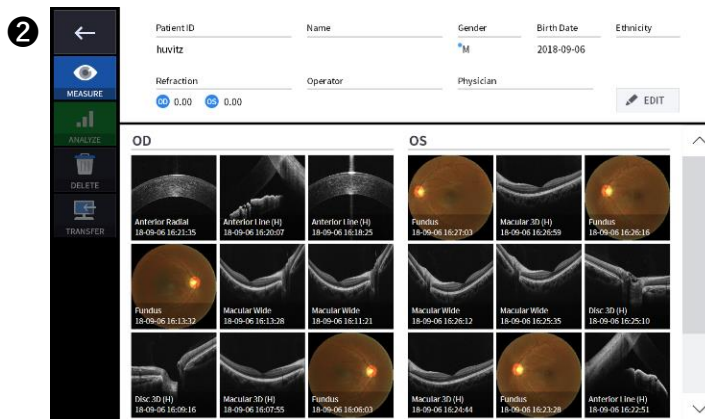 ❷
Patient ID Name Gender Birth Date Ethnicity
huvitz *M 2018-09-06
Refraction Operator Physician
OD 0.00 OS 0.00
EDIT
MEASURE
ANALYZE
DELETE
TRANSFER
OD
Anterior Radial
18-09-06 16:21:35
Anterior Line (H)
18-09-06 16:20:07
Anterior Line (H)
18-09-06 16:18:25
Fundus
18-09-06 16:13:32
Macular Wide
18-09-06 16:13:28
Macular Wide
18-09-06 16:11:21
Disc 3D (H)
18-09-06 16:09:16
Macular 3D (H)
18-09-06 16:07:55
Fundus
18-09-06 16:06:03
OS
Fundus
18-09-06 16:27:03
Macular 3D (H)
18-09-06 16:26:59
Fundus
18-09-06 16:26:16
Macular Wide
18-09-06 16:26:12
Macular Wide
18-09-06 16:25:35
Disc 3D (H)
18-09-06 16:25:10
Macular 3D (H)
18-09-06 16:24:44
Fundus
18-09-06 16:23:28
Anterior Line (H)
18-09-06 16:22:51